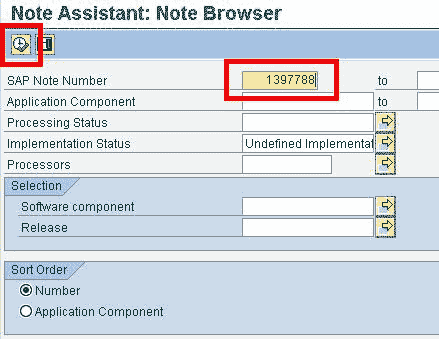 Note Assistant: Note Browser
SAP Note Number 1397788 to
Application Component to
Processing Status
Implementation Status Undefined Implementat
Processors
Selection
Software component
Release
Sort Order
Number
Application Component